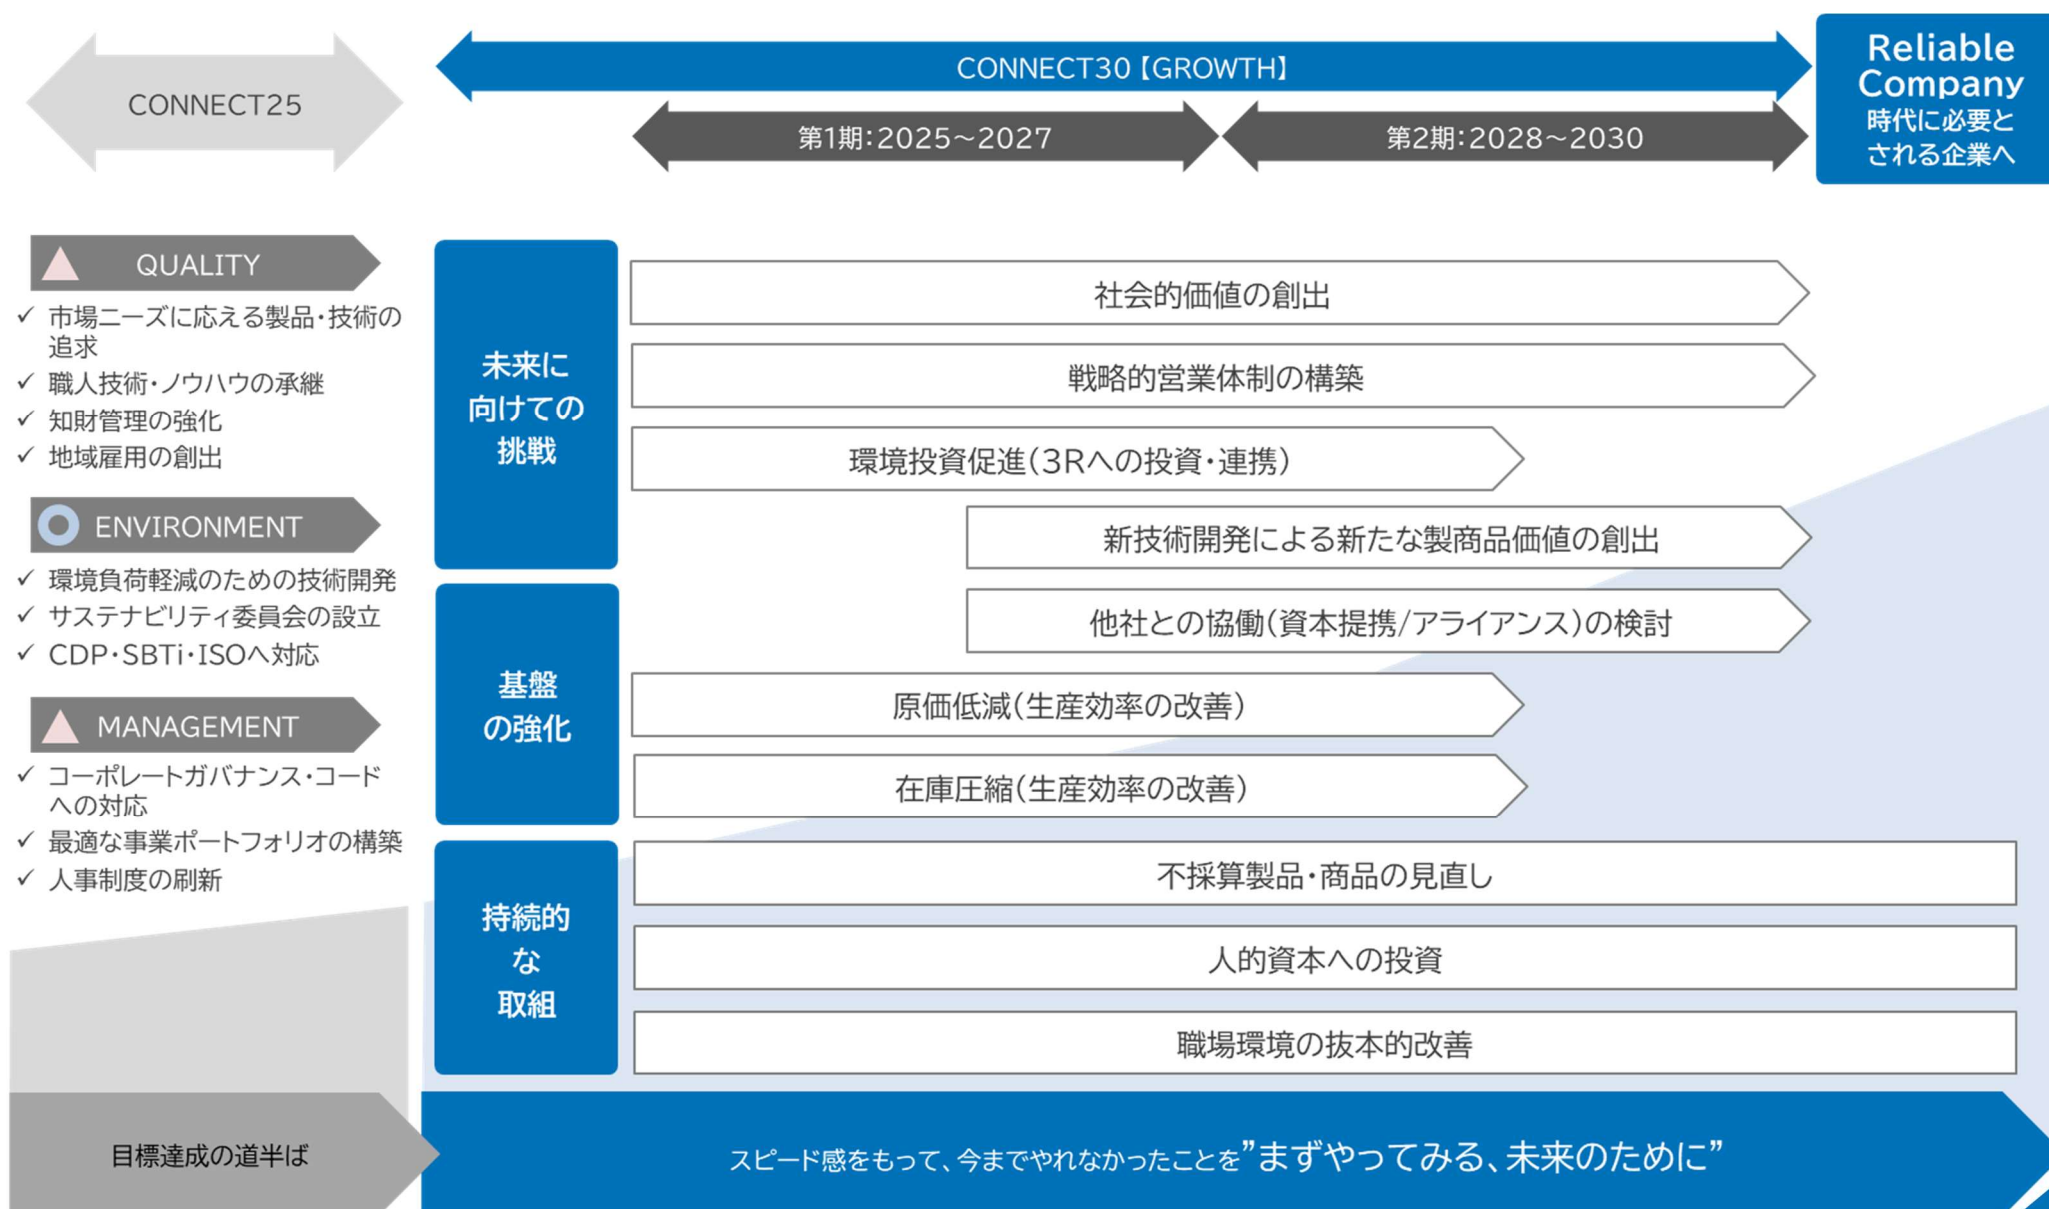 CONNECT25
CONNECT30【GROWTH】
第1期：2025～2027
第2期：2028～2030
Reliable
Company
時代に必要と
される企業へ
QUALITY
✓ 市場ニーズに応える製品・技術の
追求
✓ 職人技術・ノウハウの承継
✓ 知財管理の強化
✓ 地域雇用の創出
ENVIRONMENT
✓ 環境負荷軽減のための技術開発
✓ サステナビリティ委員会の設立
✓ CDP・SBTi・ISOへ対応
MANAGEMENT
✓ コーポレートガバナンス・コード
への対応
✓ 最適な事業ポートフォリオの構築
✓ 人事制度の刷新
目標達成の道半ば
未来に
向けての
挑戦
社会的価値の創出
戦略的営業体制の構築
環境投資促進（3Rへの投資・連携）
新技術開発による新たな製商品価値の創出
基盤
の強化
他社との協働（資本提携/アライアンス）の検討
原価低減（生産効率の改善）
在庫圧縮（生産効率の改善）
持続的
な
取組
不採算製品・商品の見直し
人的資本への投資
職場環境の抜本的改善
スピード感をもって、今までやれなかったことを”まずやってみる、未来のために”